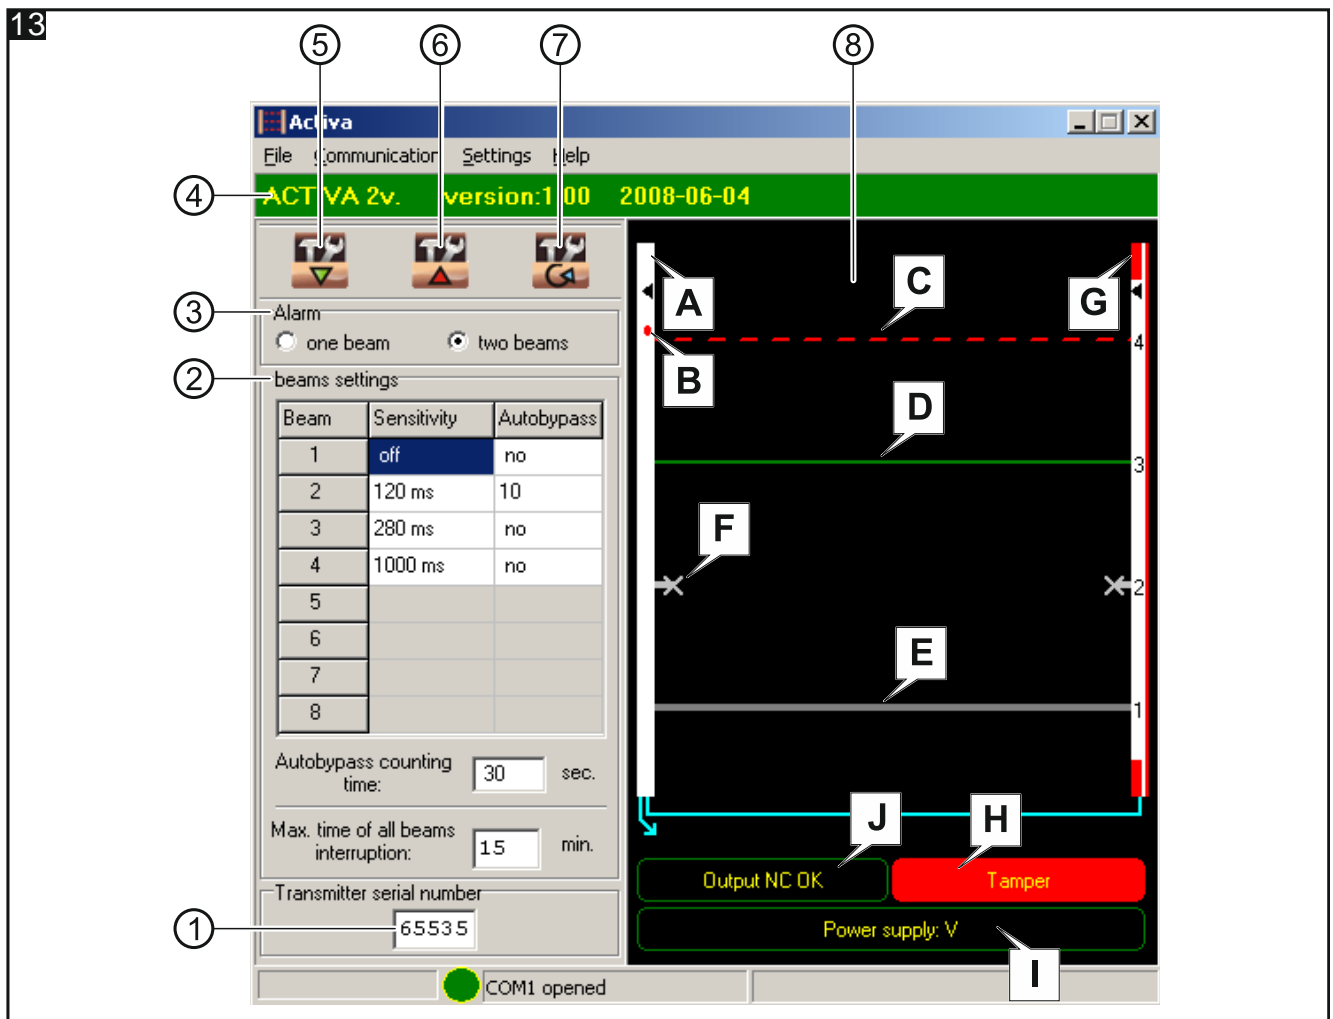 13
5 6 7 8
Activa
File Communication Settings Help
4
ACTIVA 2v. version:1.00 2008-06-04
A C G
3
Alarm
one beam two beams
4
B
2
beams settings
D
Beam Sensitivity Autobypass
1 off no
3
2 120 ms 10
3 280 ms no
F
4 1000 ms no
2
5
6
E
7
8
1
Autobypass counting time: 30 sec.
J H
Max. time of all beams interruption: 15 min.
Output NC OK Tamper
Transmitter serial number
1
65535
Power supply: V
I
COM1 opened